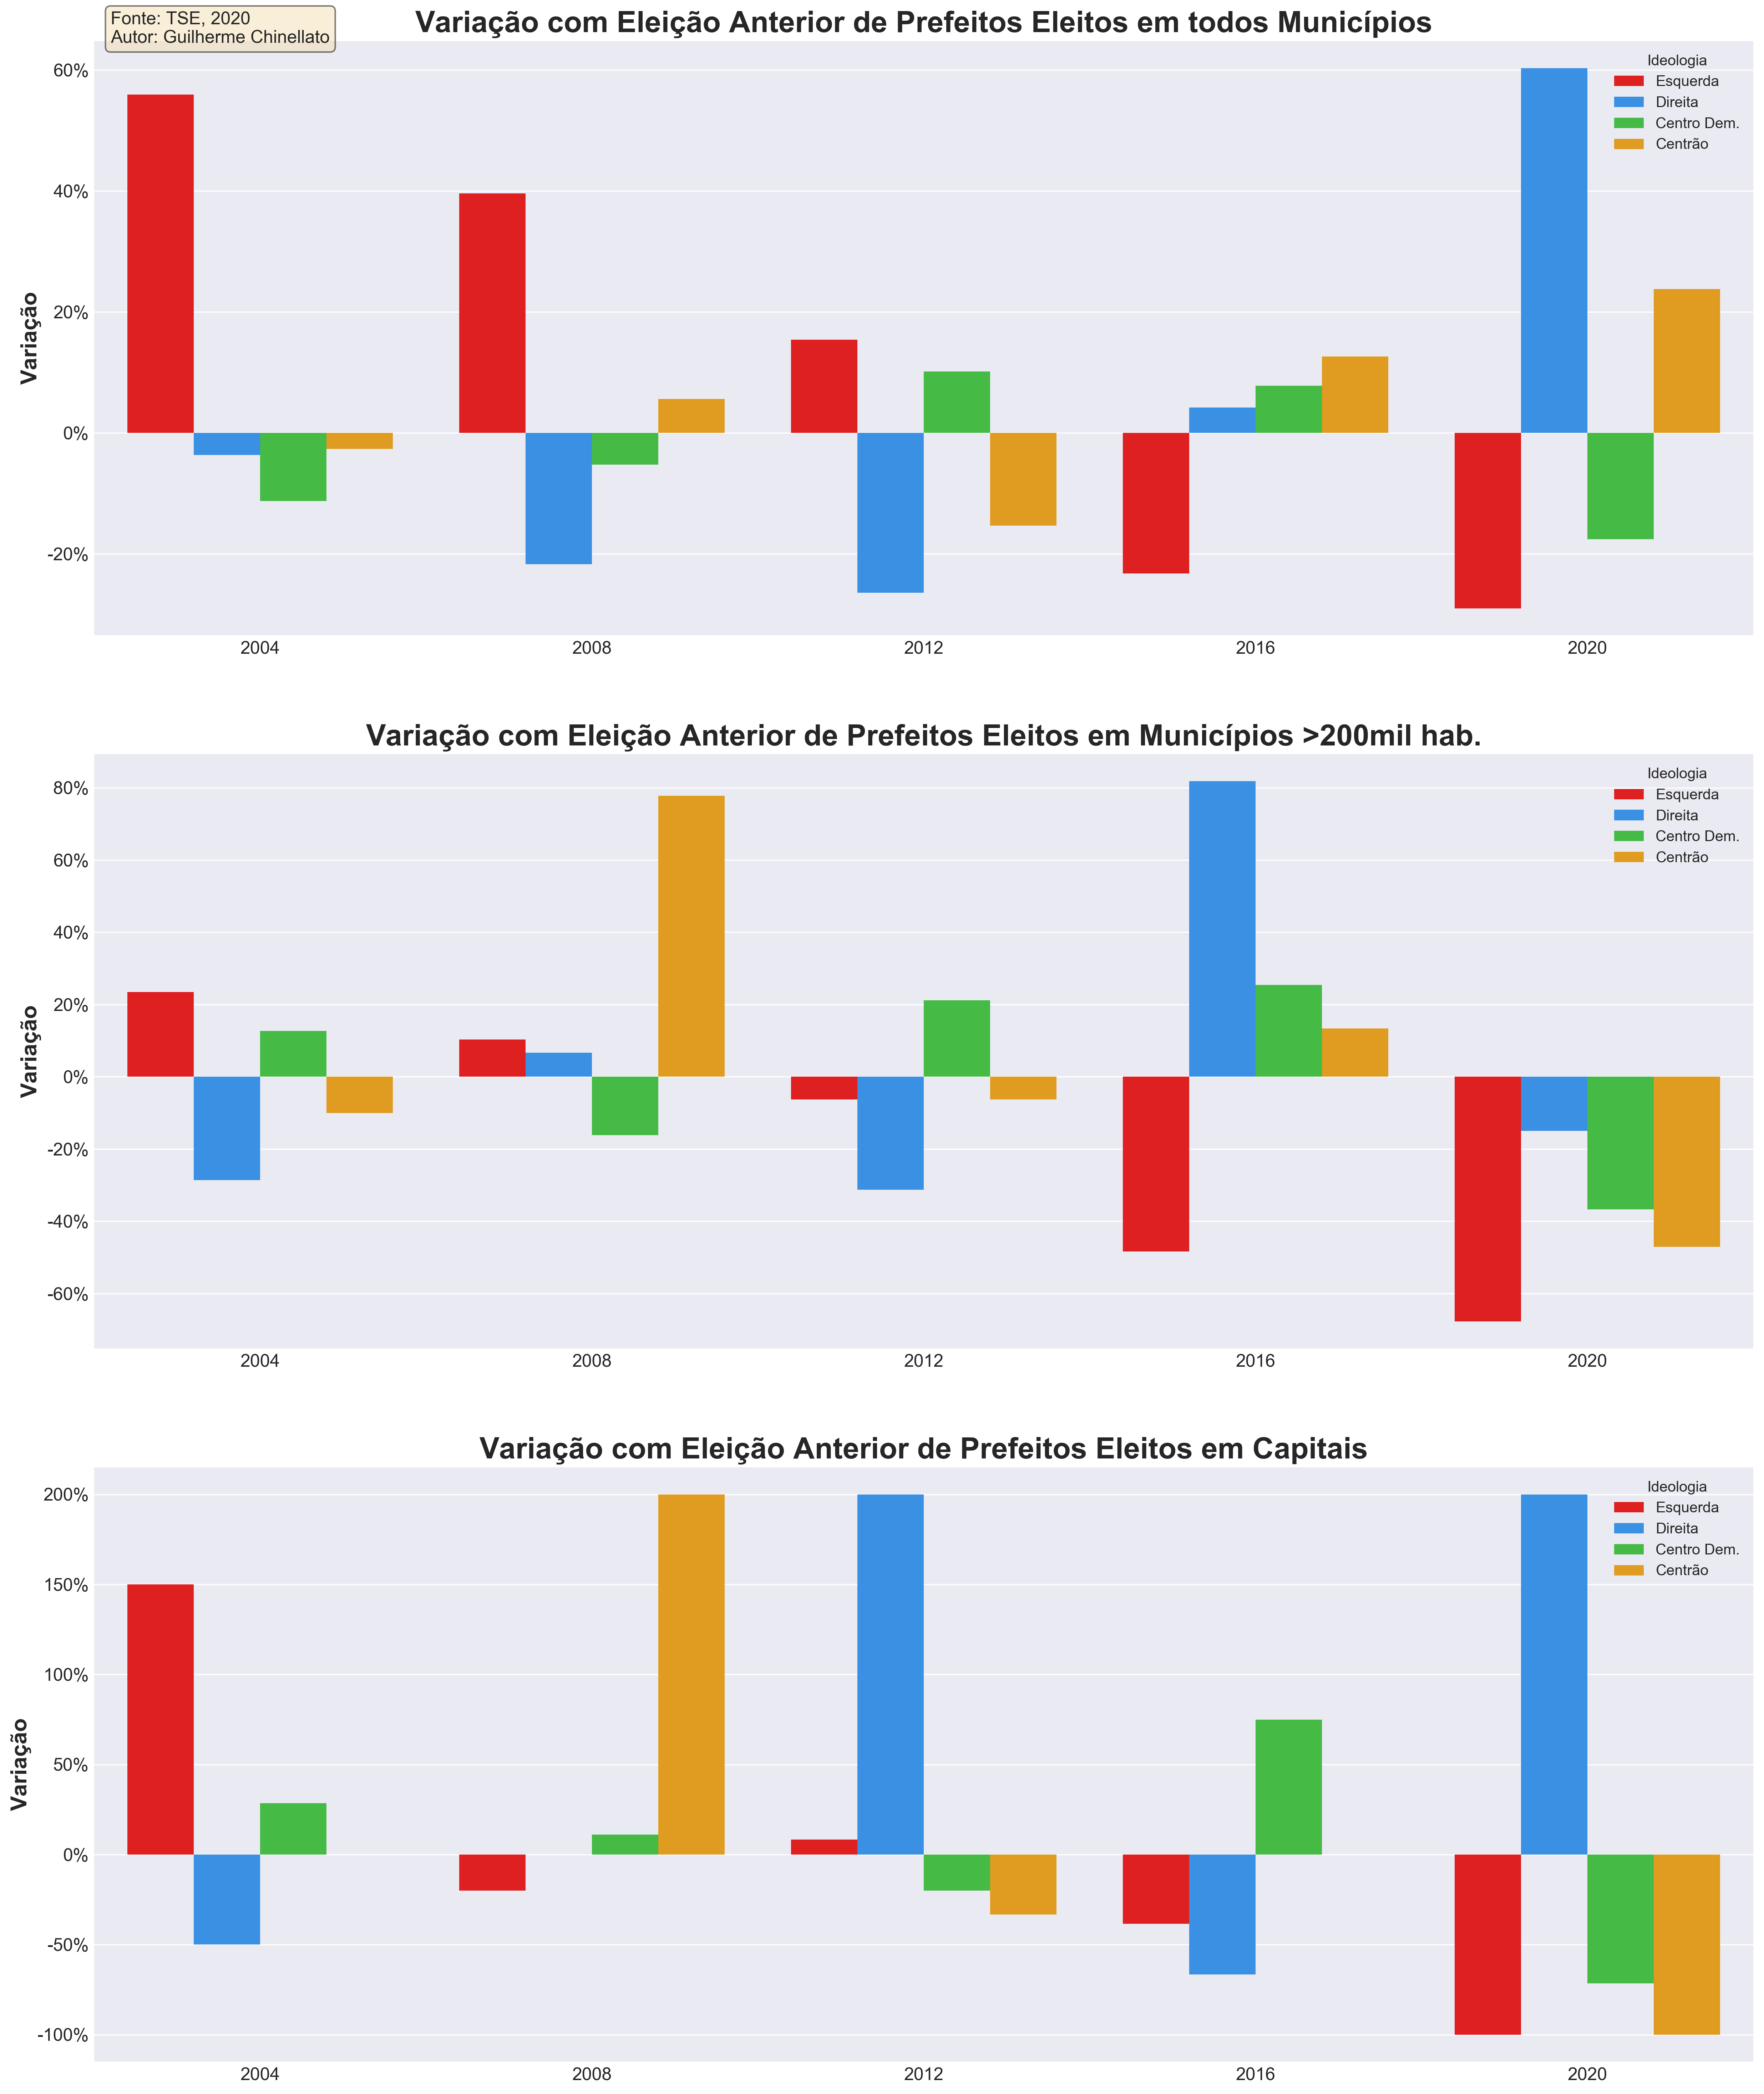 Fonte: TSE, 2020
Autor: Guilherme Chinellato
Variação com Eleição Anterior de Prefeitos Eleitos em todos Municípios
Ideologia
Esquerda
Direita
Centro Dem.
Centrão
60%
40%
20%
0%
-20%
Variação
2004
2008
2012
2016
2020
Variação com Eleição Anterior de Prefeitos Eleitos em Municípios >200mil hab.
Ideologia
Esquerda
Direita
Centro Dem.
Centrão
80%
60%
40%
20%
0%
-20%
-40%
-60%
Variação
2004
2008
2012
2016
2020
Variação com Eleição Anterior de Prefeitos Eleitos em Capitais
Ideologia
Esquerda
Direita
Centro Dem.
Centrão
200%
150%
100%
50%
0%
-50%
-100%
Variação
2004
2008
2012
2016
2020